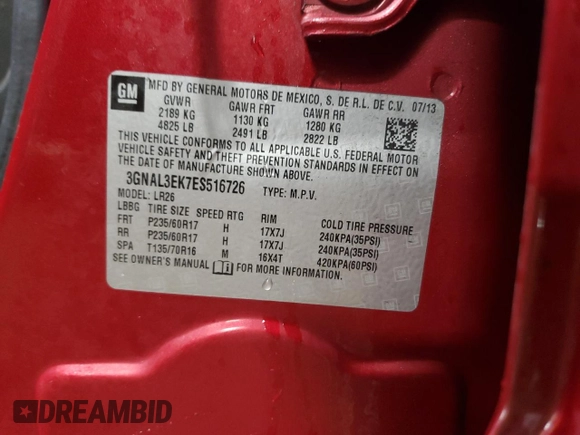 GM
MFD BY GENERAL MOTORS DE MEXICO, S. DE R.L. DE C.V. 07/13
GVWR GAWR FRT GAWR RR
2189 KG 1130 KG 1280 KG
4825 LB 2491 LB 2822 LB
THIS VEHICLE CONFORMS TO ALL APPLICABLE U.S. FEDERAL MOTOR
VEHICLE SAFETY AND THEFT PREVENTION STANDARDS IN EFFECT ON
THE DATE OF MANUFACTURE SHOWN ABOVE.
3GNAL3EK7ES516726 TYPE: M.P.V.
MODEL: LR26
LBBG TIRE SIZE SPEED RTG RIM COLD TIRE PRESSURE
FRT P235/60R17 H 17X7J 240KPA(35PSI)
RR P235/60R17 H 17X7J 240KPA(35PSI)
SPA T135/70R16 M 16X4T 420KPA(60PSI)
SEE OWNER'S MANUAL FOR MORE INFORMATION.
DREAMBID